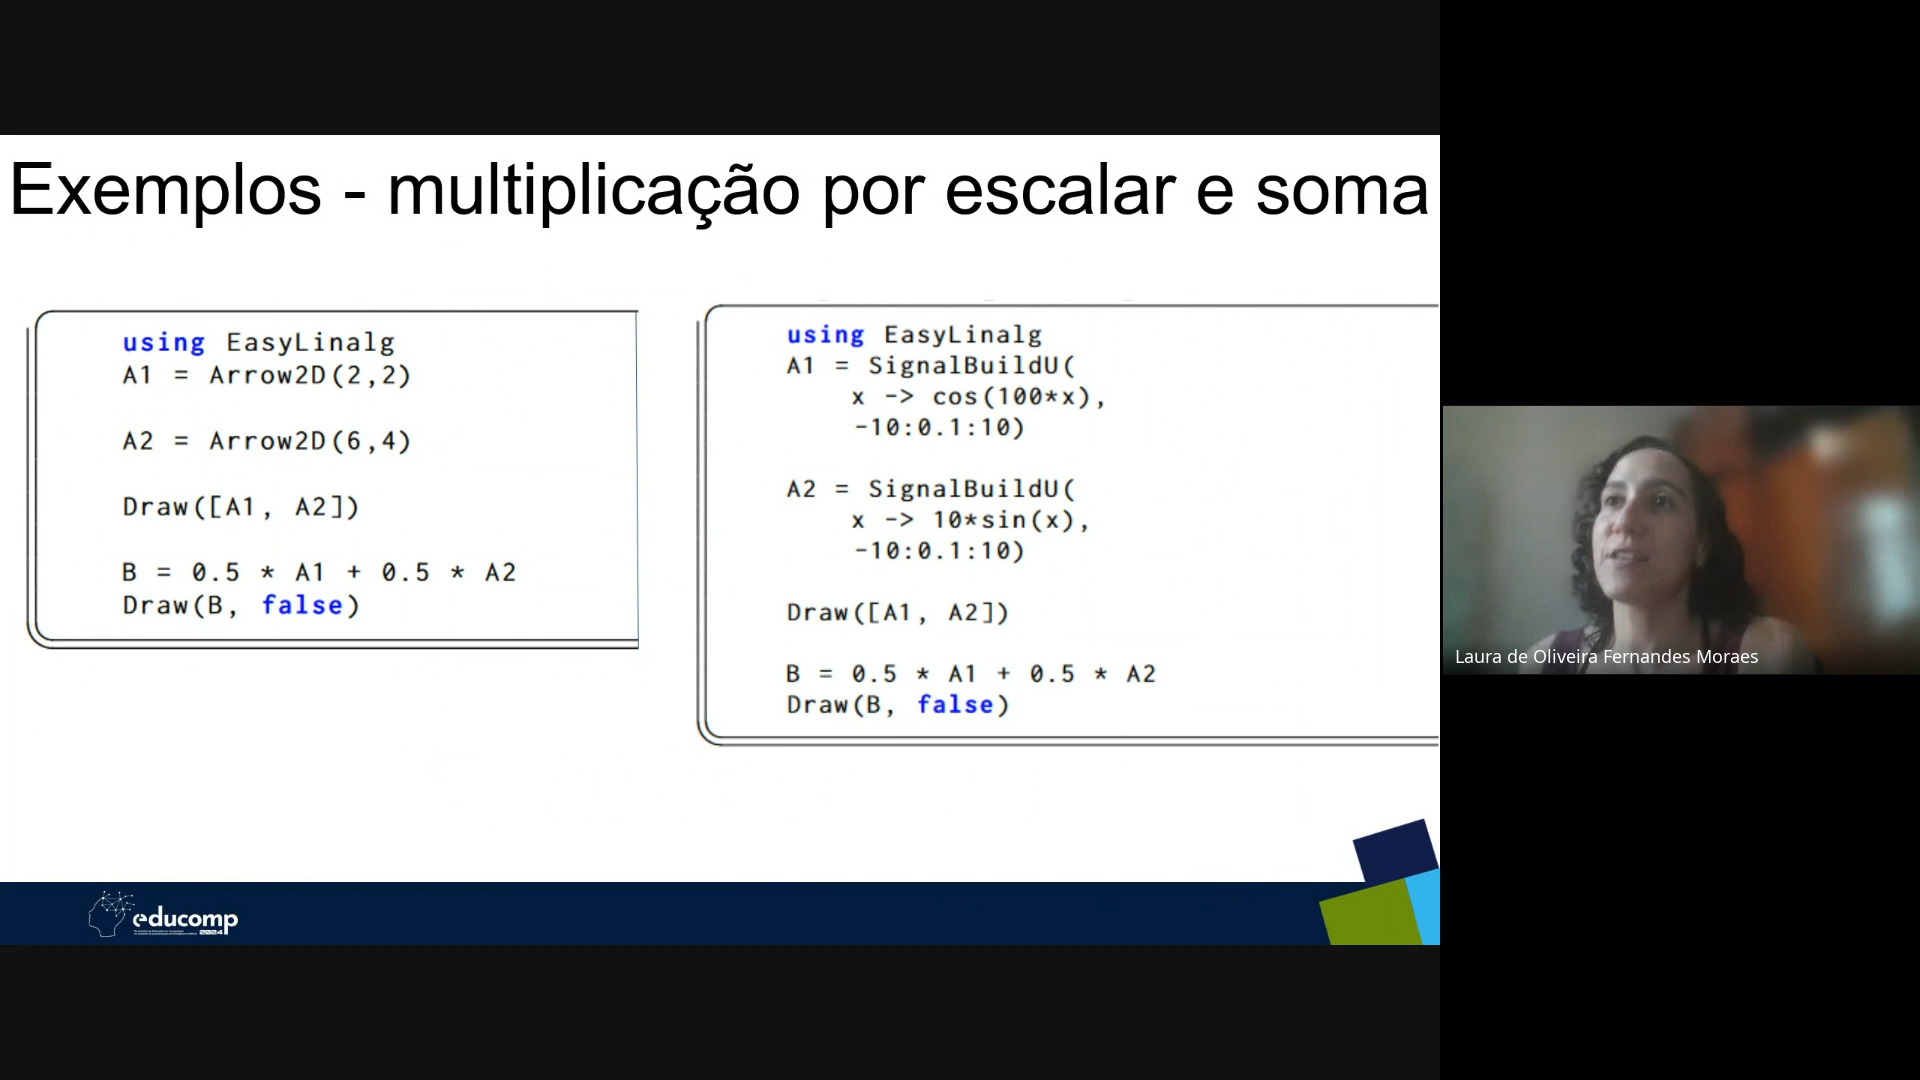 Exemplos - multiplicação por escalar e soma
using EasyLinalg
A1 = Arrow2D(2,2)
A2 = Arrow2D(6,4)
Draw([A1, A2])
B = 0.5 * A1 + 0.5 * A2
Draw(B, false)
using EasyLinalg
A1 = SignalBuildU(
x -> cos(100*x),
-10:0.1:10)
A2 = SignalBuildU(
x -> 10*sin(x),
-10:0.1:10)
Draw([A1, A2])
B = 0.5 * A1 + 0.5 * A2
Draw(B, false)
Laura de Oliveira Fernandes Moraes
educomp
2024